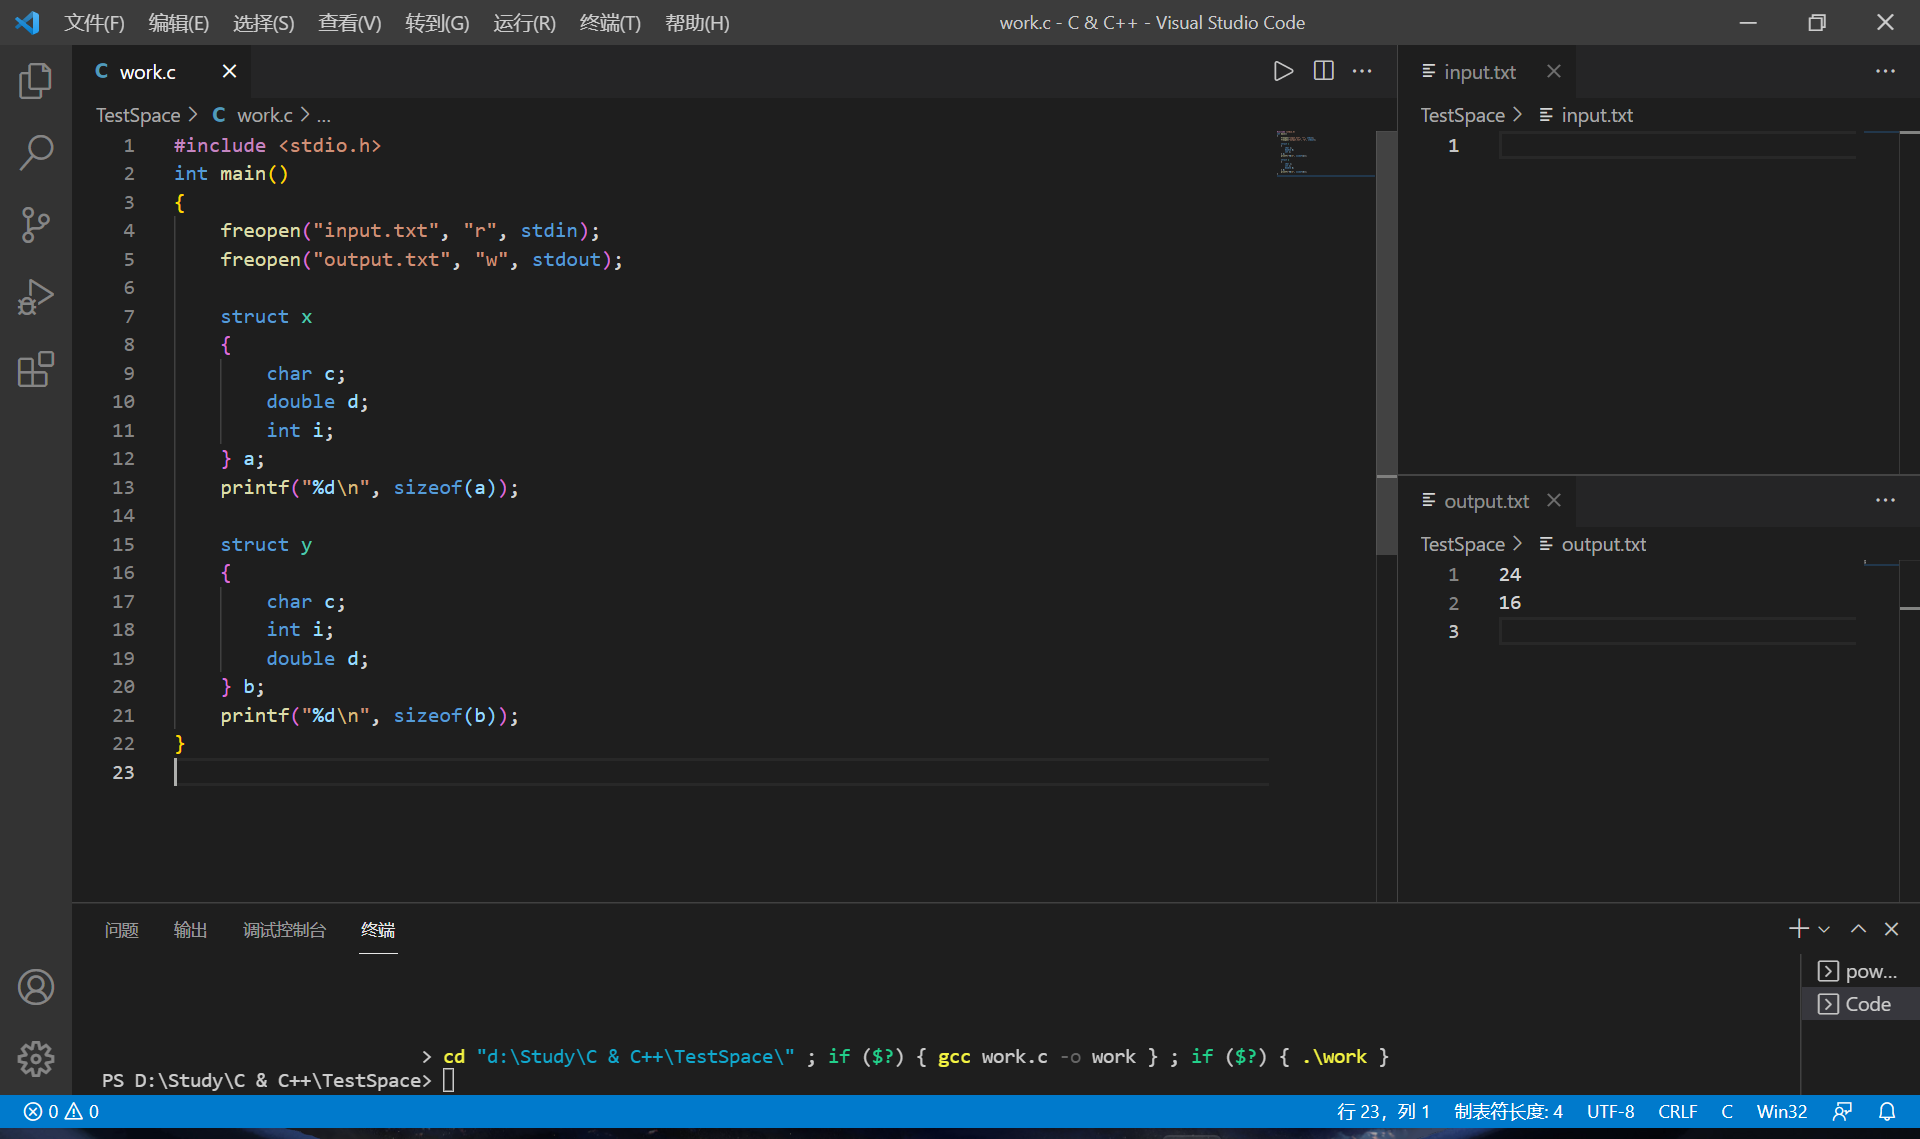 文件(F) 编辑(E) 选择(S) 查看(V) 转到(G) 运行(R) 终端(T) 帮助(H) work.c - C & C++ - Visual Studio Code
C work.c
TestSpace > C work.c > ...
1 #include <stdio.h>
2 int main()
3 {
4 freopen("input.txt", "r", stdin);
5 freopen("output.txt", "w", stdout);
6
7 struct x
8 {
9 char c;
10 double d;
11 int i;
12 } a;
13 printf("%d\n", sizeof(a));
14
15 struct y
16 {
17 char c;
18 int i;
19 double d;
20 } b;
21 printf("%d\n", sizeof(b));
22 }
23
input.txt
TestSpace > input.txt
1
output.txt
TestSpace > output.txt
1 24
2 16
3
问题 输出 调试控制台 终端
pow...
Code
> cd "d:\Study\C & C++\TestSpace\" ; if ($?) { gcc work.c -o work } ; if ($?) { .\work }
PS D:\Study\C & C++\TestSpace>
0 0 行 23，列 1 制表符长度: 4 UTF-8 CRLF C Win32